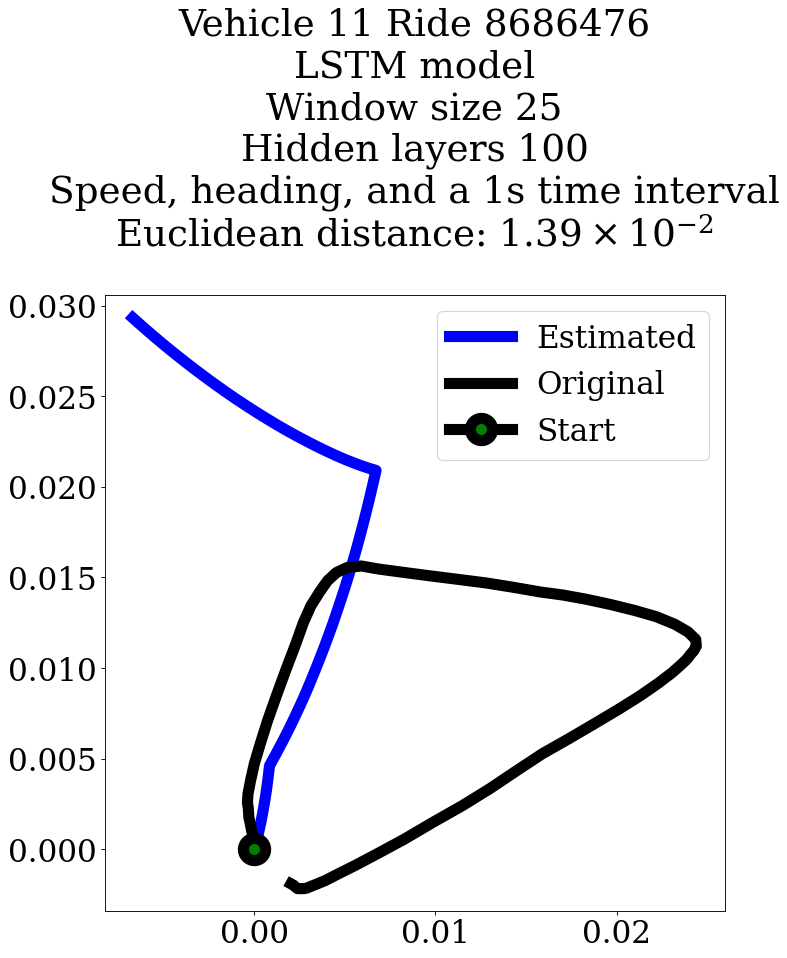 Vehicle 11 Ride 8686476
LSTM model
Window size 25
Hidden layers 100
Speed, heading, and a 1s time interval
Euclidean distance: 1.39 × 10⁻²
0.030
0.025
0.020
0.015
0.010
0.005
0.000
Estimated
Original
Start
0.00 0.01 0.02